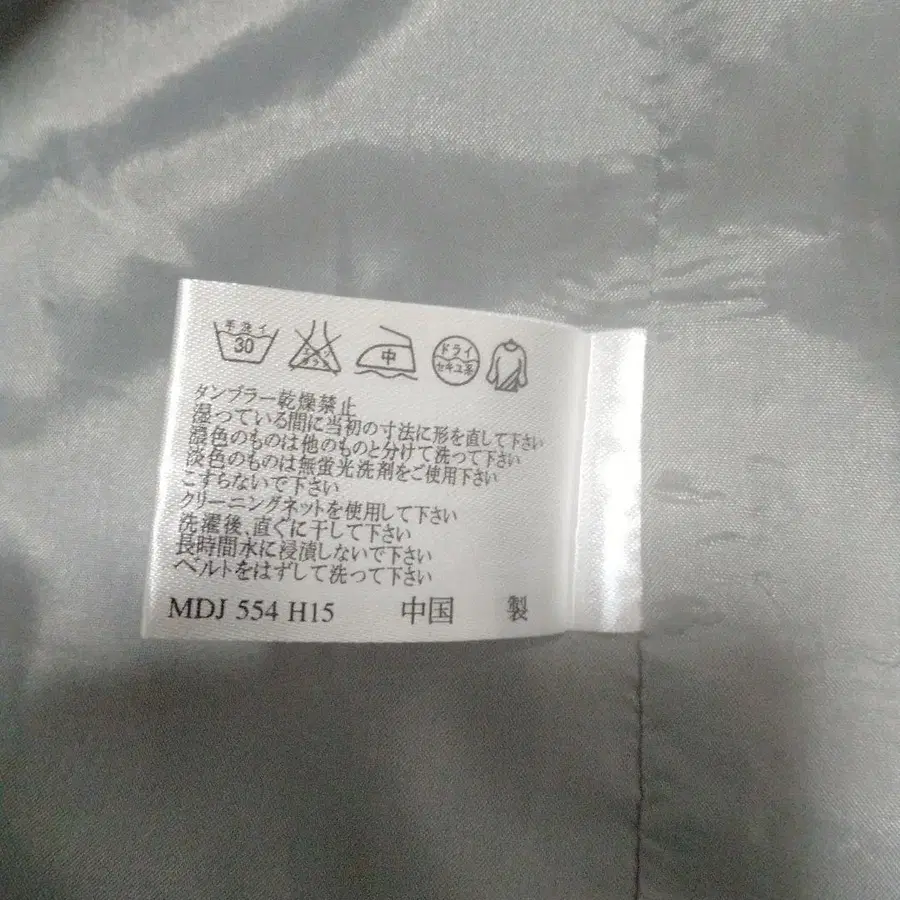 手洗イ
30
エンソ
サラシ
中
ドライ
セキユ系
タンブラー乾燥禁止
湿っている間に当初の寸法に形を直して下さい
濃色のものは他のものと分けて洗って下さい
淡色のものは無蛍光洗剤をご使用下さい
こすらないで下さい
クリーニングネットを使用して下さい
洗濯後、直ぐに干して下さい
長時間水に浸漬しないで下さい
ベルトをはずして洗って下さい
MDJ 554 H15 中国 製